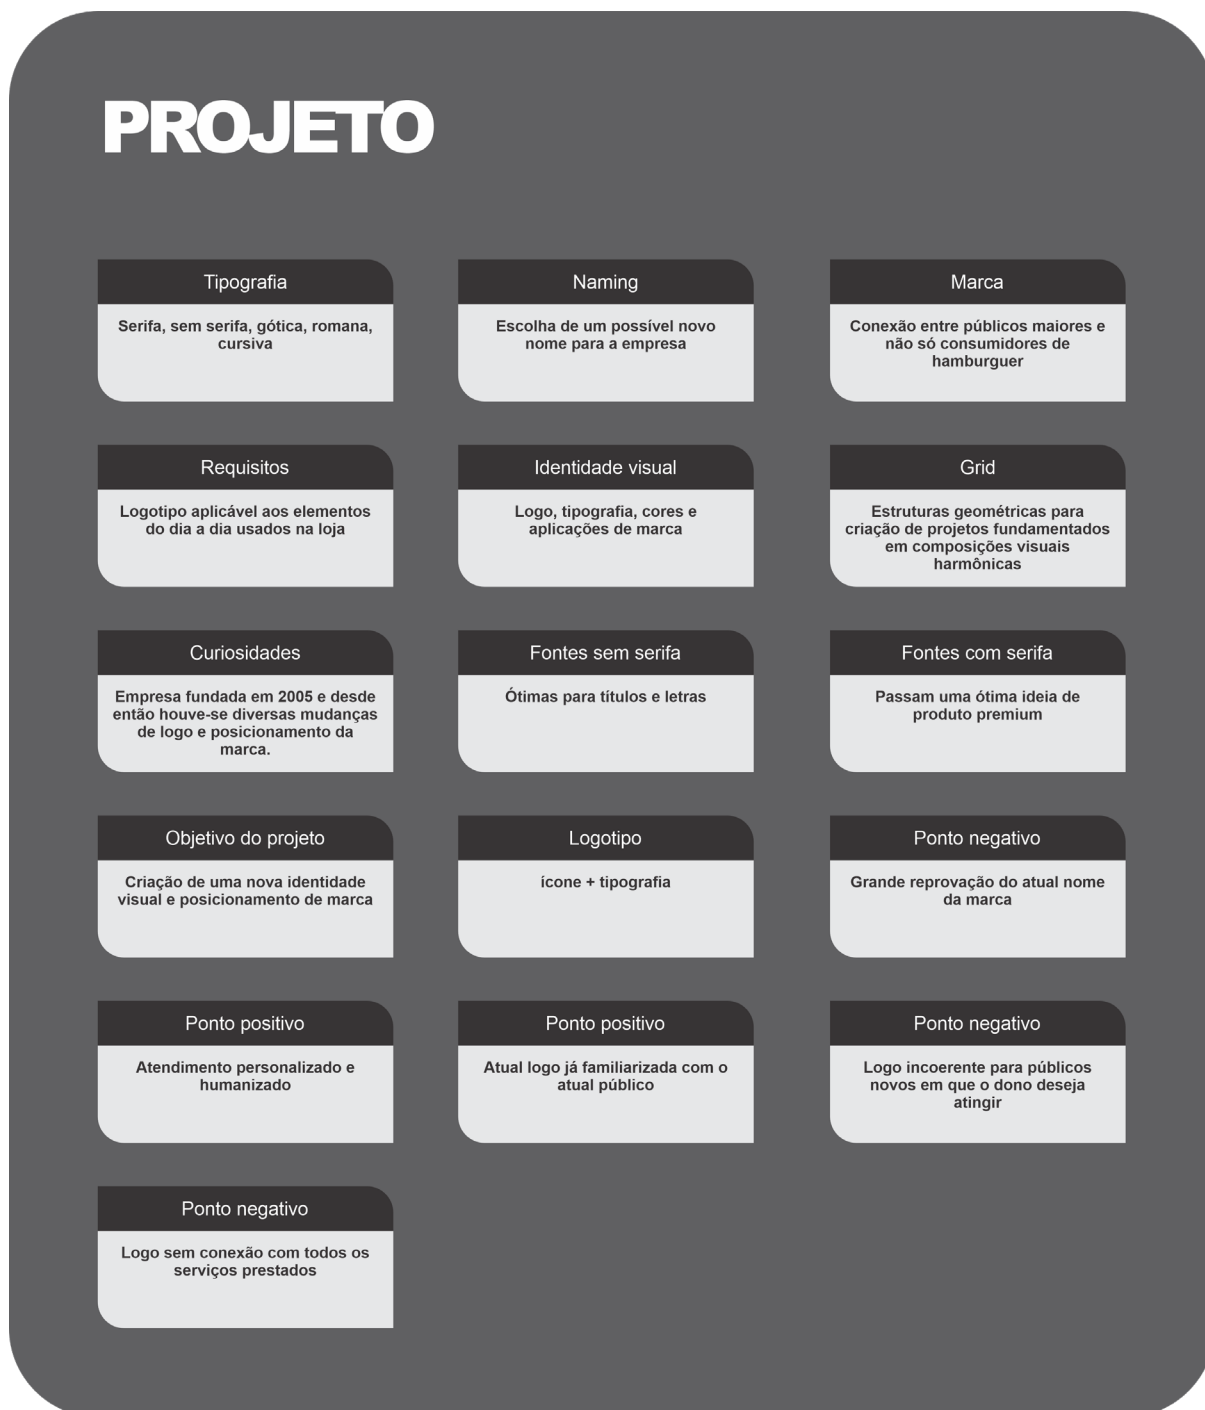 PROJETO
Tipografia
Serifa, sem serifa, gótica, romana,
cursiva
Naming
Escolha de um possível novo
nome para a empresa
Marca
Conexão entre públicos maiores e
não só consumidores de
hamburguer
Requisitos
Logotipo aplicável aos elementos
do dia a dia usados na loja
Identidade visual
Logo, tipografia, cores e
aplicações de marca
Grid
Estruturas geométricas para
criação de projetos fundamentados
em composições visuais
harmônicas
Curiosidades
Empresa fundada em 2005 e desde
então houve-se diversas mudanças
de logo e posicionamento da
marca.
Fontes sem serifa
Ótimas para títulos e letras
Fontes com serifa
Passam uma ótima ideia de
produto premium
Objetivo do projeto
Criação de uma nova identidade
visual e posicionamento de marca
Logotipo
ícone + tipografia
Ponto negativo
Grande reprovação do atual nome
da marca
Ponto positivo
Atendimento personalizado e
humanizado
Ponto positivo
Atual logo já familiarizada com o
atual público
Ponto negativo
Logo incoerente para públicos
novos em que o dono deseja
atingir
Ponto negativo
Logo sem conexão com todos os
serviços prestados